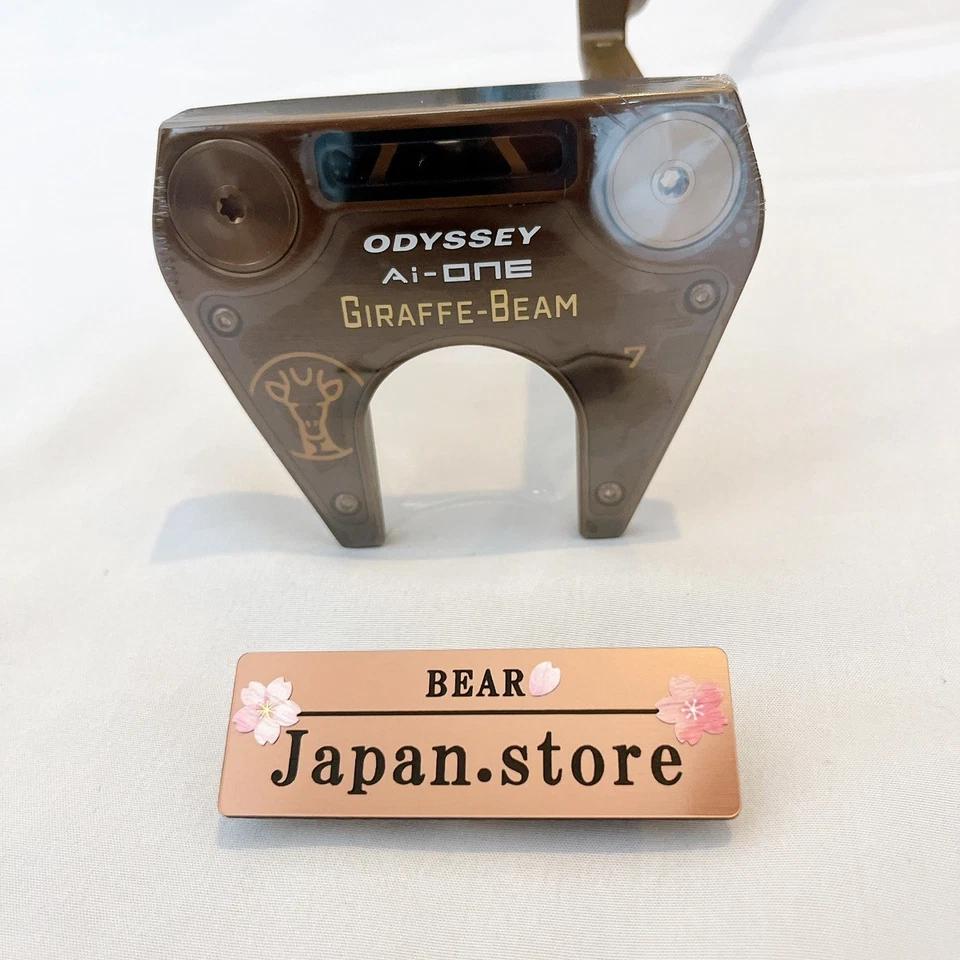 ODYSSEY
Ai-ONE
GIRAFFE-BEAM
7
BEAR
Japan.store